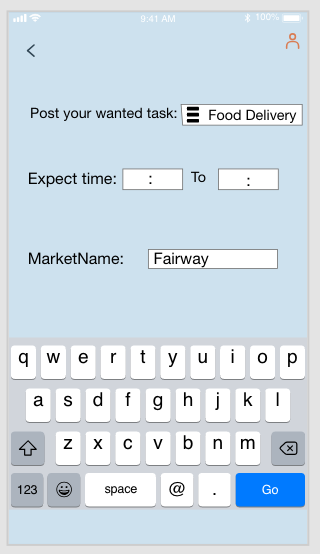 9:41 AM 100%
Post your wanted task: Food Delivery
Expect time: : To :
MarketName: Fairway
q w e r t y u i o p
a s d f g h j k l
z x c v b n m
123 space @ . Go